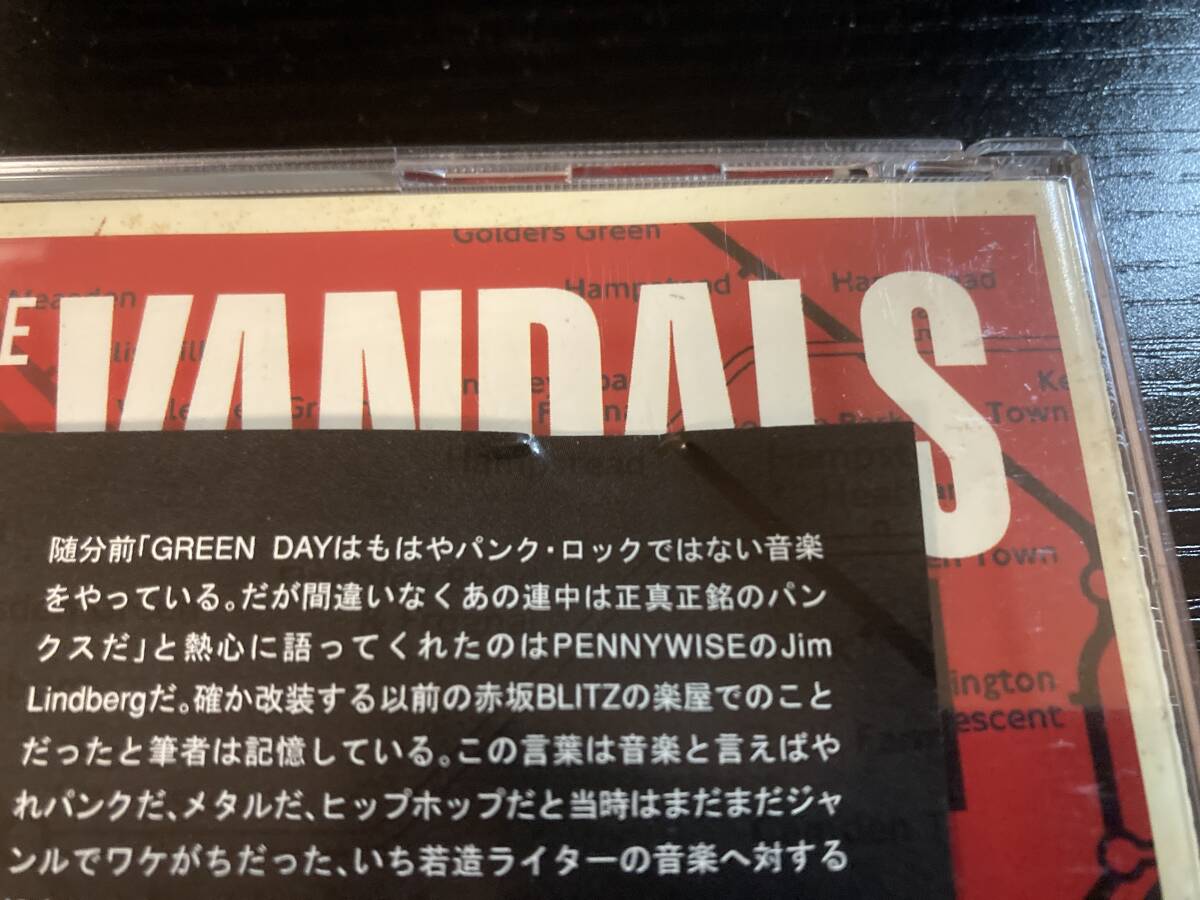 Golders Green
Hampstead
E VANDALS
Town
Town
ington
escent
随分前「GREEN DAYはもはやパンク・ロックではない音楽
をやっている。だが間違いなくあの連中は正真正銘のパン
クスだ」と熱心に語ってくれたのはPENNYWISEのJim
Lindbergだ。確か改装する以前の赤坂BLITZの楽屋でのこと
だったと筆者は記憶している。この言葉は音楽と言えばや
れパンクだ、メタルだ、ヒップホップだと当時はまだまだジャ
ンルでワケがちだった、いち若造ライターの音楽へ対する